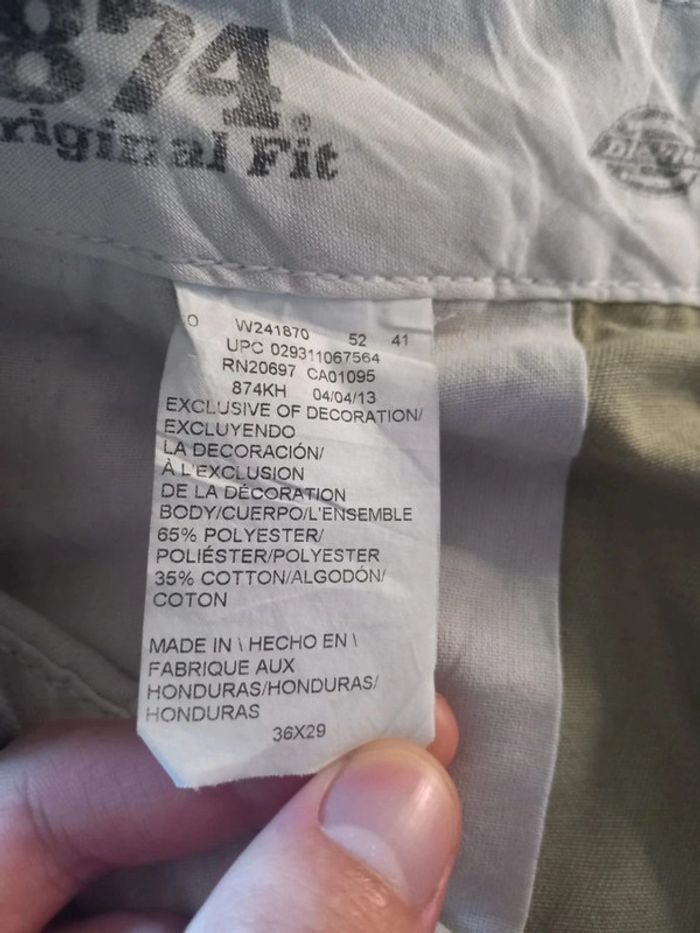 874
riginal Fit
O W241870 52 41
UPC 029311067564
RN20697 CA01095
874KH 04/04/13
EXCLUSIVE OF DECORATION/
EXCLUYENDO
LA DECORACIÓN/
À L'EXCLUSION
DE LA DÉCORATION
BODY/CUERPO/L'ENSEMBLE
65% POLYESTER/
POLIÉSTER/POLYESTER
35% COTTON/ALGODÓN/
COTON
MADE IN \ HECHO EN \
FABRIQUE AUX
HONDURAS/HONDURAS/
HONDURAS
36X29